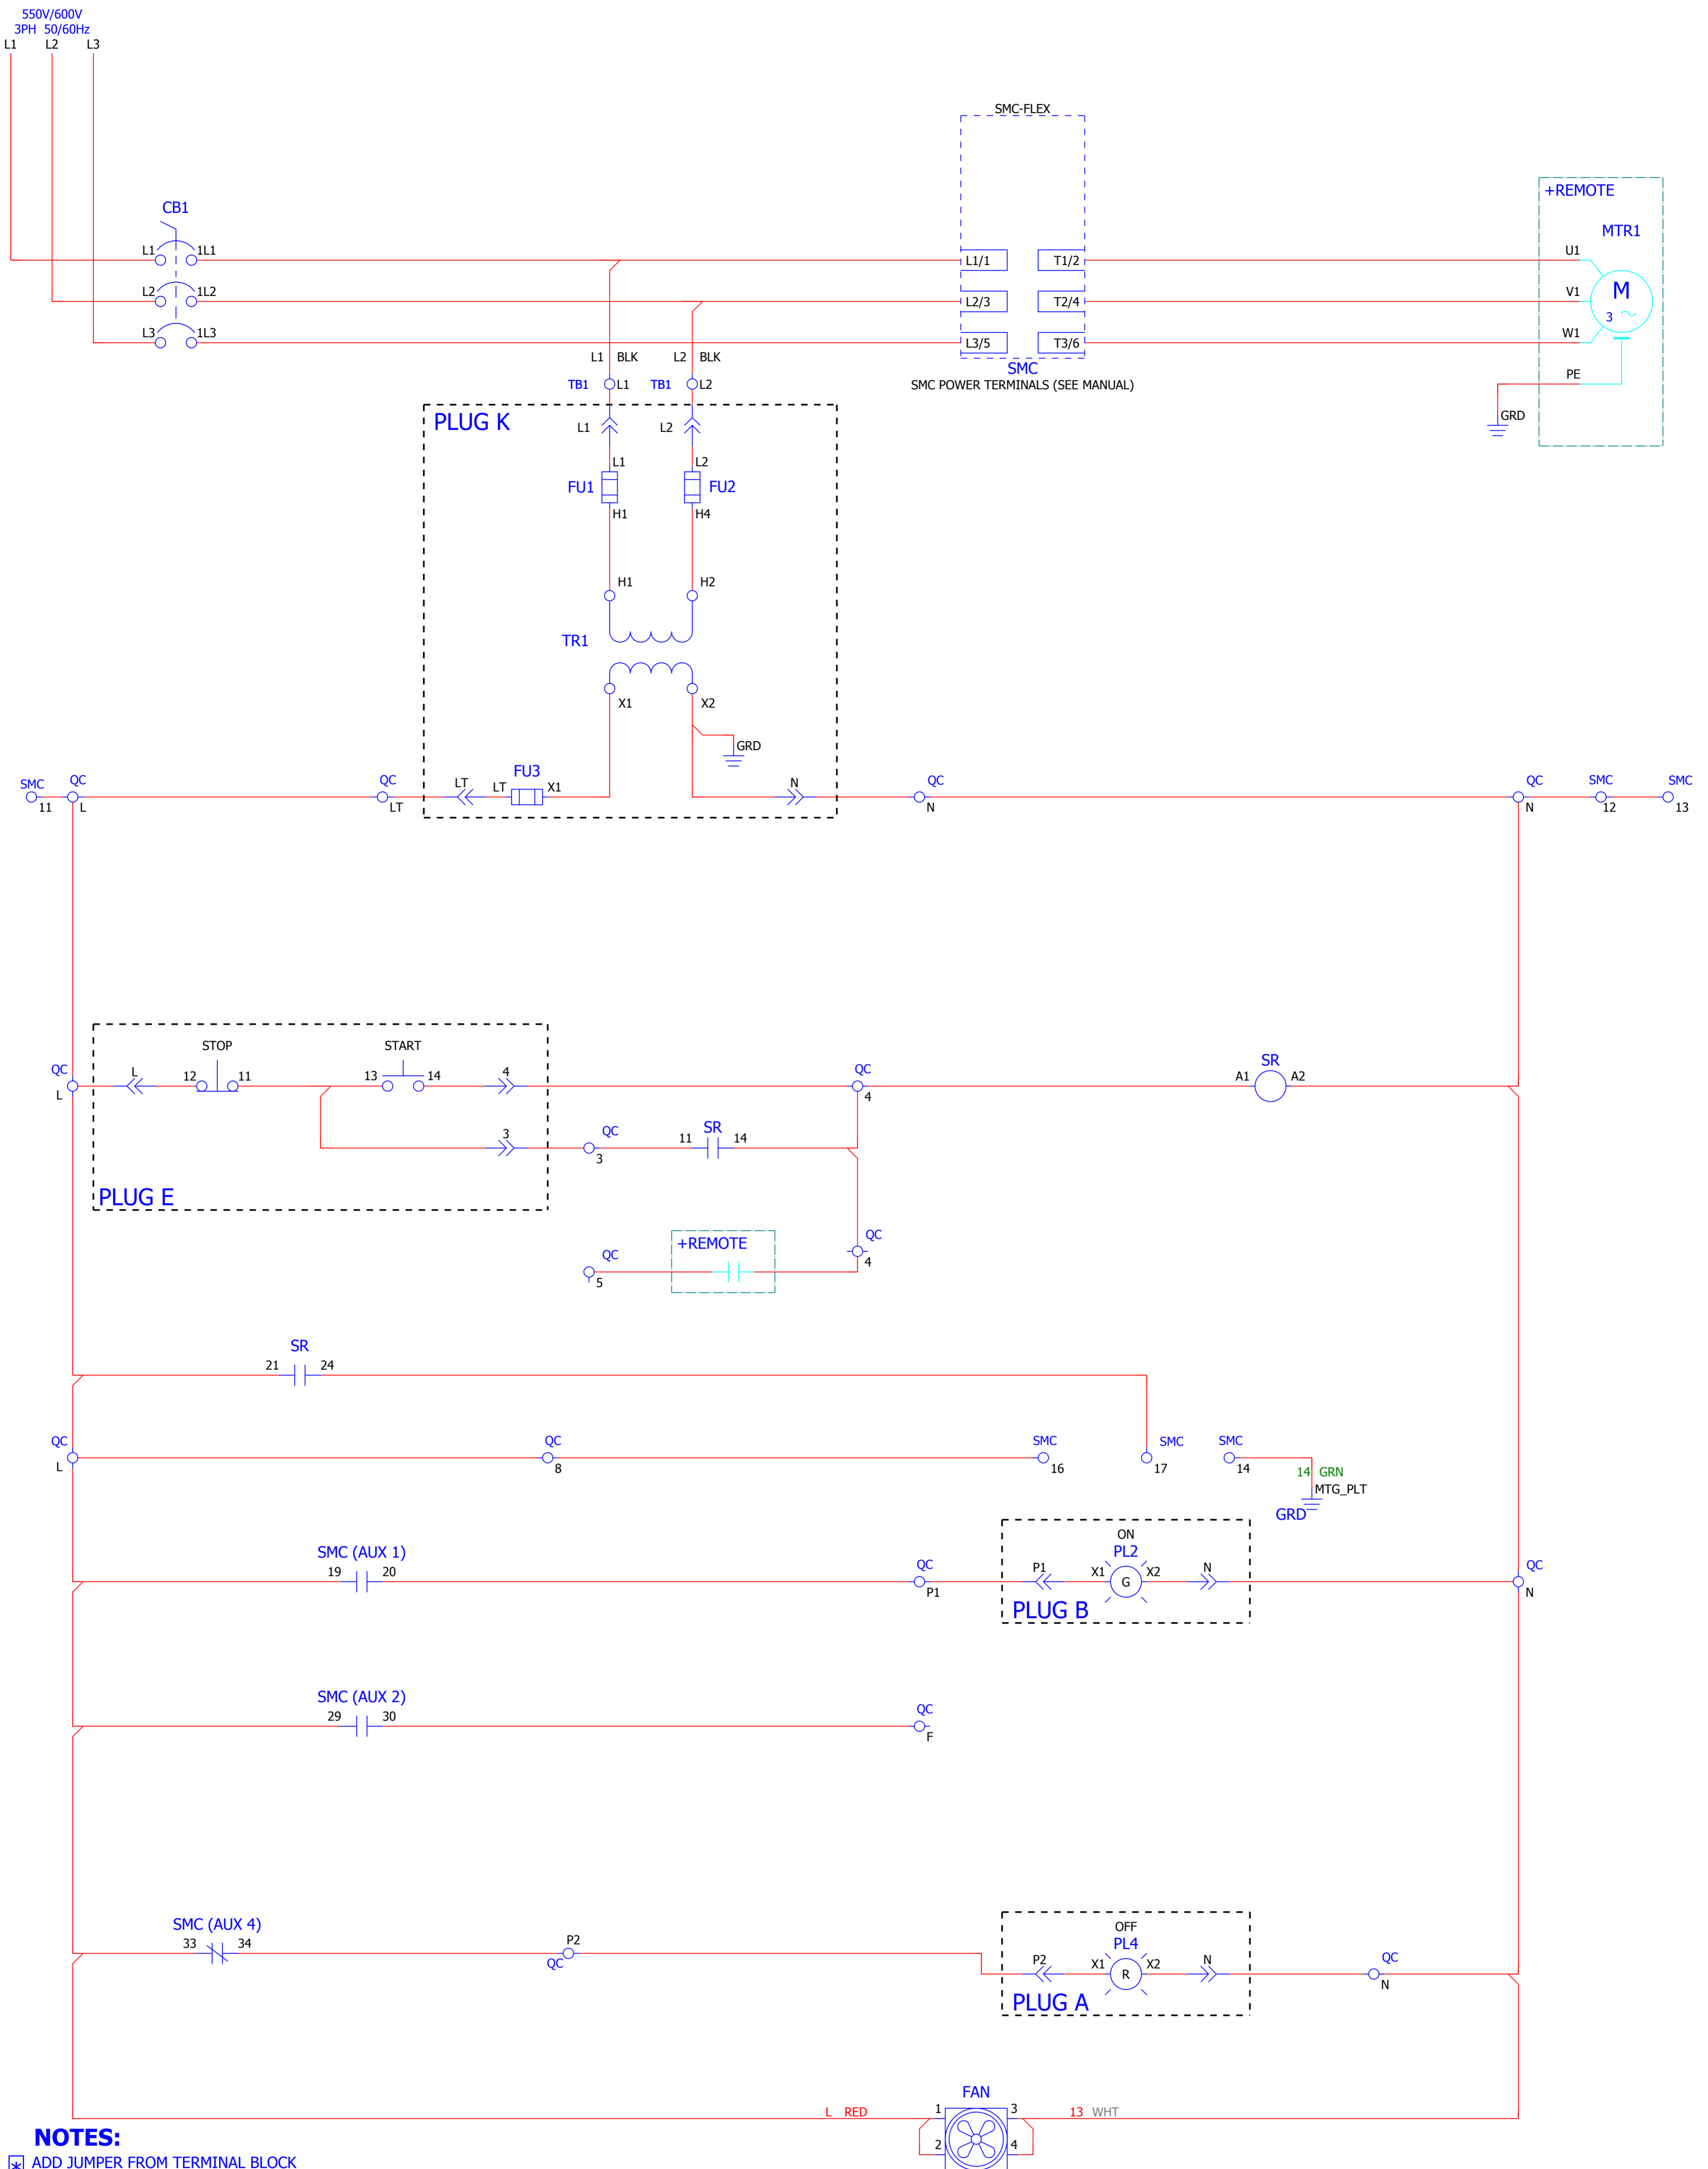 550V/600V
3PH 50/60Hz
L1 L2 L3
SMC-FLEX
+REMOTE
CB1
MTR1
L1 1L1 L1/1 T1/2 U1
L2 1L2 L2/3 T2/4 V1
M
3
L3 1L3 L3/5 T3/6 W1
L1 BLK L2 BLK
SMC
SMC POWER TERMINALS (SEE MANUAL)
PE
TB1 L1 TB1 L2
GRD
PLUG K
L1 L2
L1 L2
FU1 FU2
H1 H4
H1 H2
TR1
X1 X2
GRD
SMC QC QC LT LT FU3 X1 N QC QC SMC SMC
11 L LT N N 12 13
STOP START
QC L 12 11 13 14 4 QC SR
L 4 A1 A2
3 QC 11 SR 14
3
PLUG E
QC +REMOTE QC
5 4
SR
21 24
QC QC SMC SMC SMC
L 8 16 17 14
14 GRN
MTG_PLT
GRD
ON
SMC (AUX 1) PL2
19 20 QC P1 X1 G X2 N QC
P1 N
PLUG B
SMC (AUX 2)
29 30 QC
F
SMC (AUX 4) OFF
33 34 P2 PL4
QC P2 X1 R X2 N QC
N
PLUG A
FAN
L RED 1 3 13 WHT
2 4
NOTES:
* ADD JUMPER FROM TERMINAL BLOCK